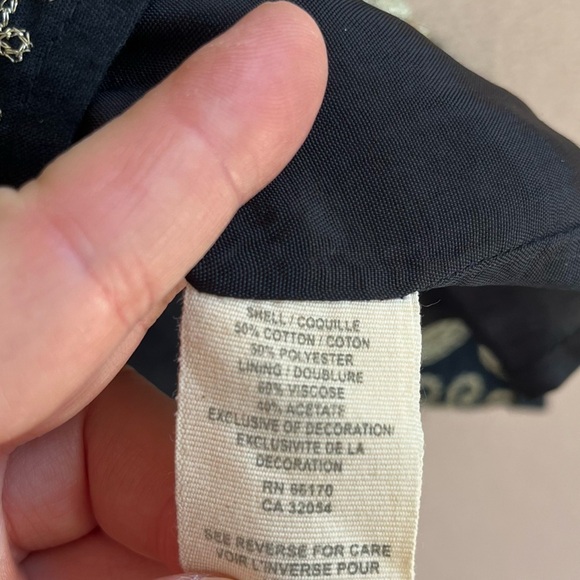 SHELL / COQUILLE
50% COTTON / COTON
50% POLYESTER
LINING / DOUBLURE
60% VISCOSE
40% ACETATE
EXCLUSIVE OF DECORATION/
EXCLUSIVITE DE LA
DECORATION
RN 66170
CA 32054
SEE REVERSE FOR CARE
VOIR L'INVERSE POUR